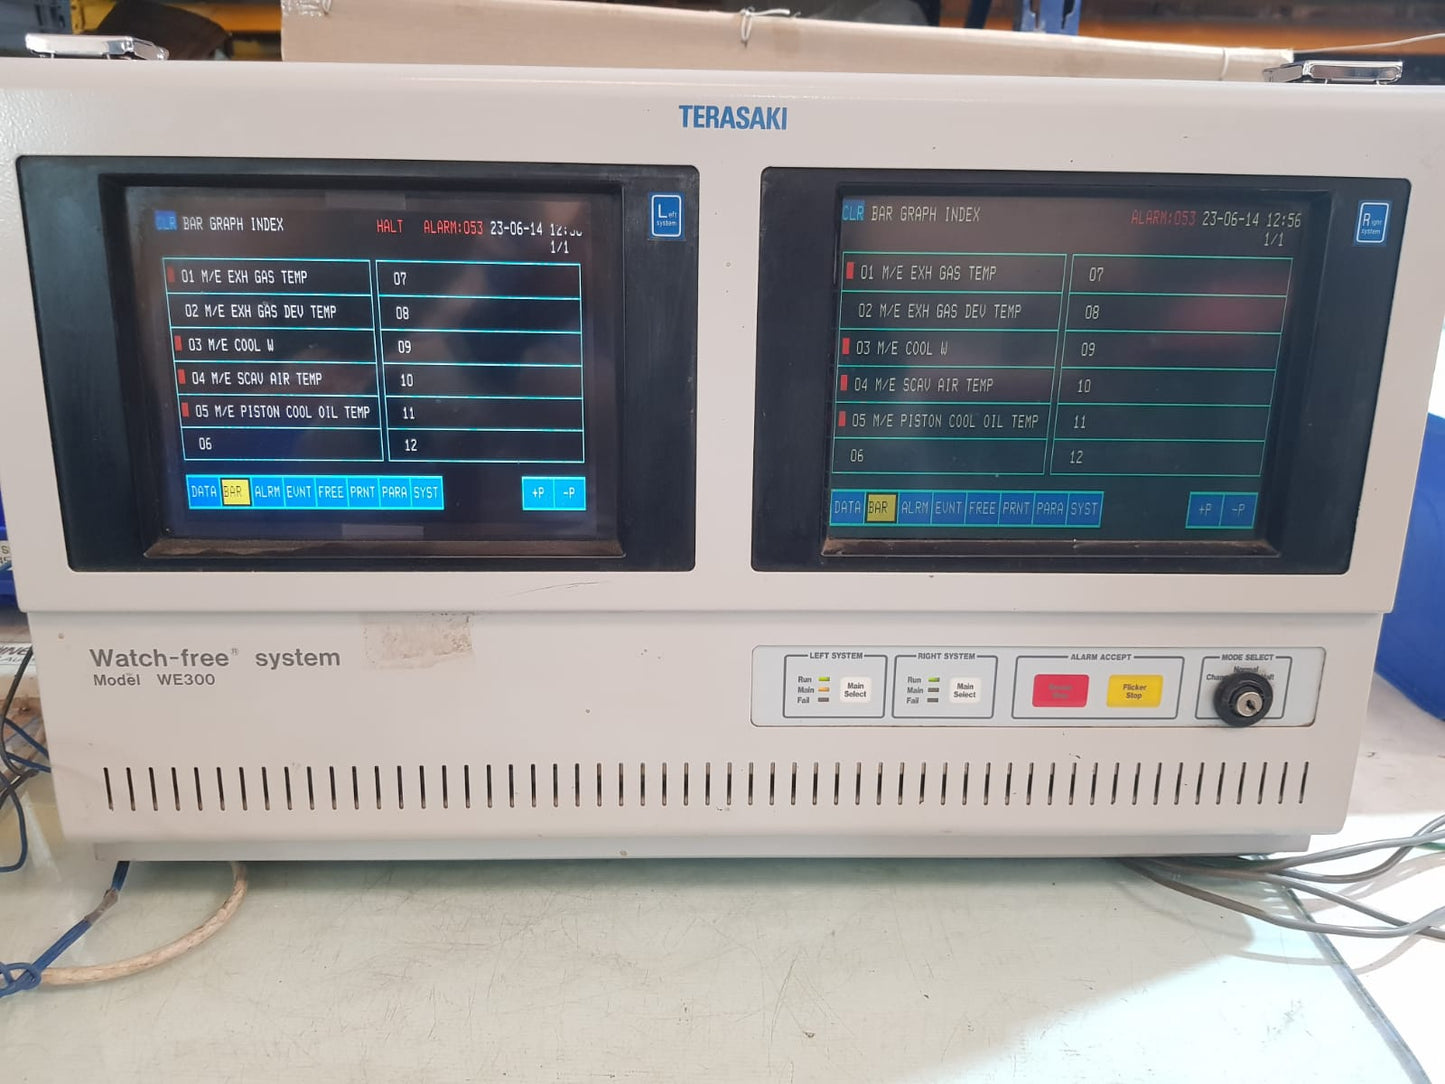 TERASAKI
CLR BAR GRAPH INDEX HALT ALARM:053 23-06-14
1/1
01 M/E EXH GAS TEMP 07
02 M/E EXH GAS DEV TEMP 08
03 M/E COOL W 09
04 M/E SCAV AIR TEMP 10
05 M/E PISTON COOL OIL TEMP 11
06 12
DATA BAR ALRM EVNT FREE PRNT PARA SYST +P -P
Left system
CLR BAR GRAPH INDEX ALARM:053 23-06-14 12:56
1/1
01 M/E EXH GAS TEMP 07
02 M/E EXH GAS DEV TEMP 08
03 M/E COOL W 09
04 M/E SCAV AIR TEMP 10
05 M/E PISTON COOL OIL TEMP 11
06 12
DATA BAR ALRM EVNT FREE PRNT PARA SYST +P -P
Right system
Watch-free® system
Model WE300
LEFT SYSTEM
Run
Main
Fail
Main Select
RIGHT SYSTEM
Run
Main
Fail
Main Select
ALARM ACCEPT
Flicker Stop
MODE SELECT
Normal